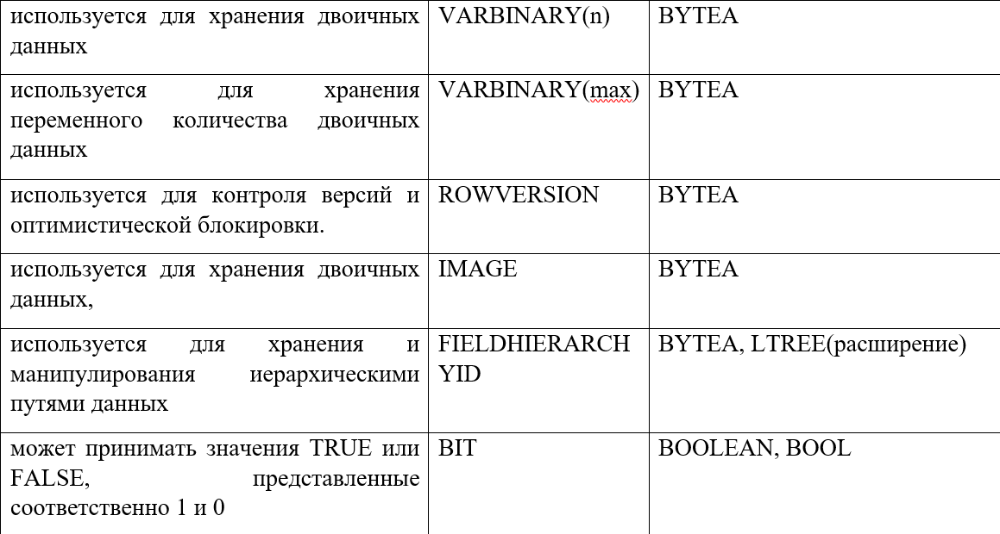 используется для хранения двоичных
данных
VARBINARY(n)
BYTEA
используется для хранения
переменного количества двоичных
данных
VARBINARY(max)
BYTEA
используется для контроля версий и
оптимистической блокировки.
ROWVERSION
BYTEA
используется для хранения двоичных
данных,
IMAGE
BYTEA
используется для хранения и
манипулирования иерархическими
путями данных
FIELDHIERARCH
YID
BYTEA, LTREE(расширение)
может принимать значения TRUE или
FALSE, представленные
соответственно 1 и 0
BIT
BOOLEAN, BOOL